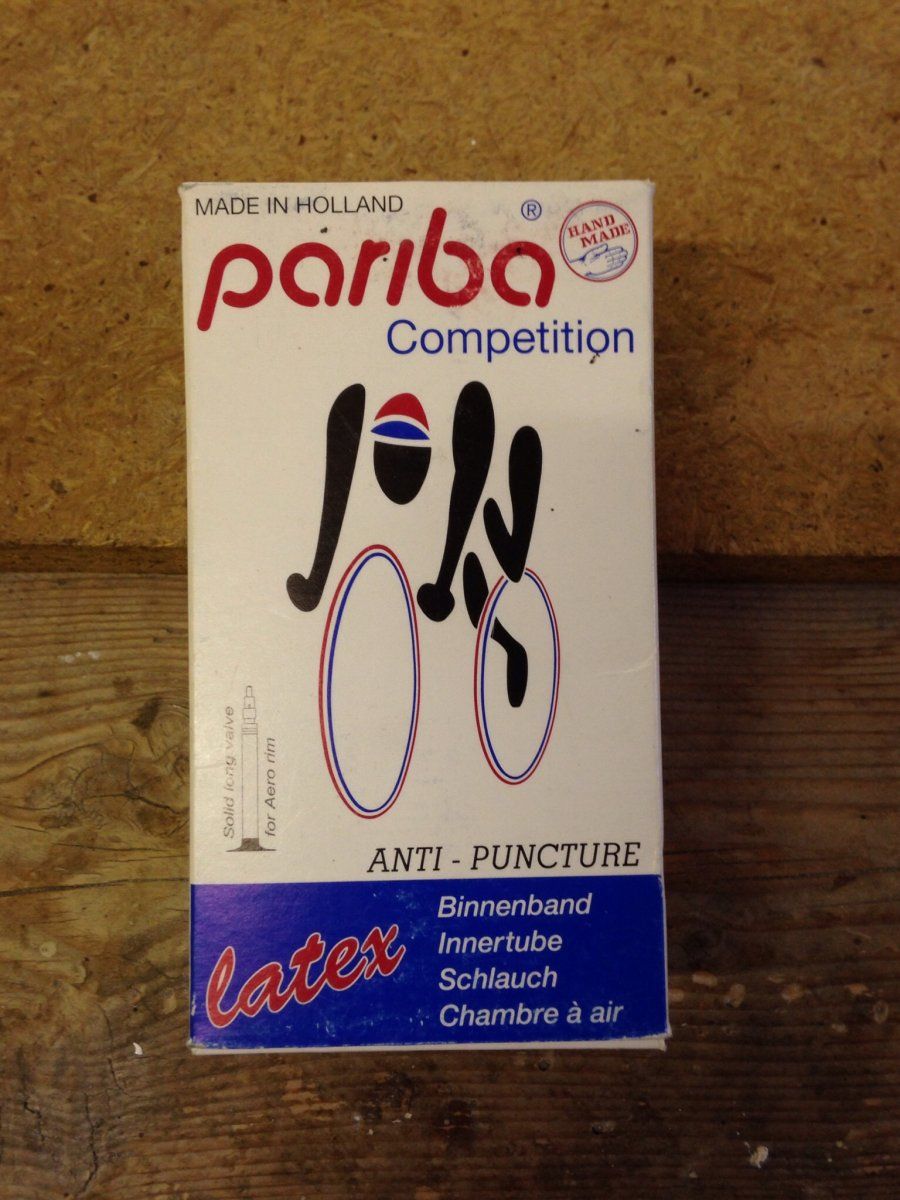 MADE IN HOLLAND
pariba ®
HAND
MADE
Competition
Solid long valve
for Aero rim
ANTI - PUNCTURE
latex
Binnenband
Innertube
Schlauch
Chambre à air